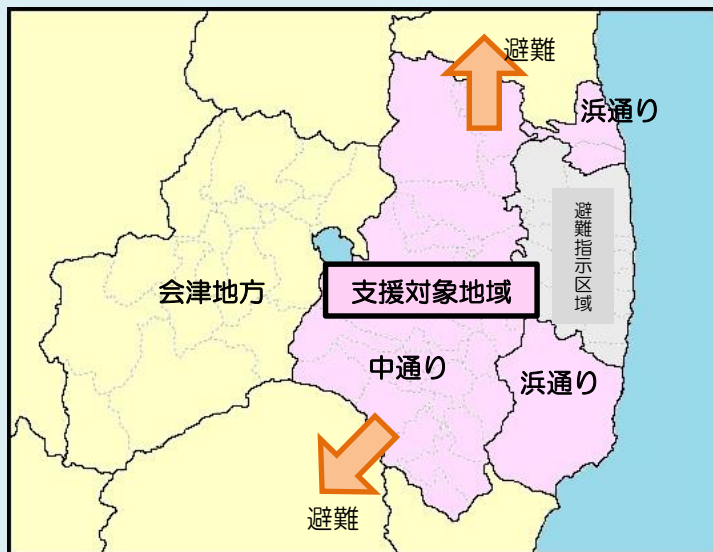 避難
浜通り
避難指示区域
会津地方
支援対象地域
中通り
浜通り
避難